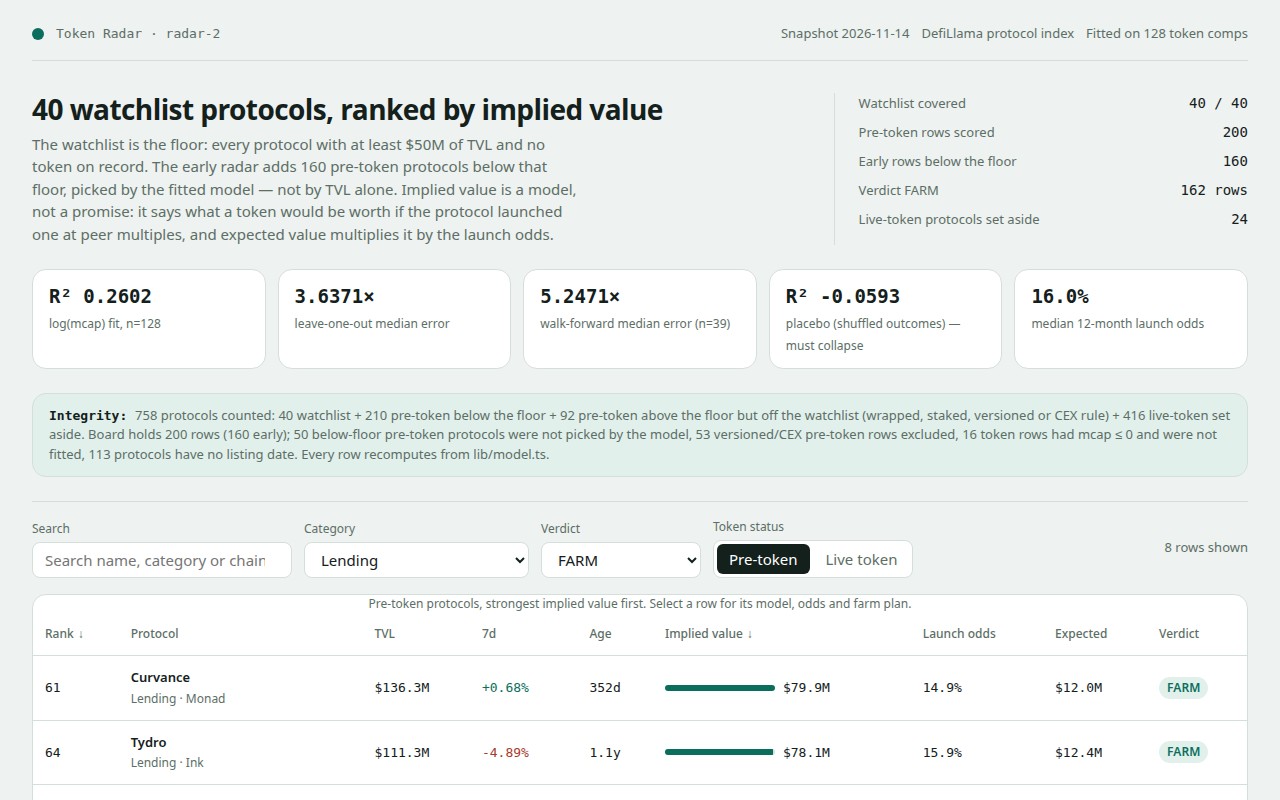 Token Radar · radar-2
Snapshot 2026-11-14 DefiLlama protocol index Fitted on 128 token comps
40 watchlist protocols, ranked by implied value
The watchlist is the floor: every protocol with at least $50M of TVL and no
token on record. The early radar adds 160 pre-token protocols below that
floor, picked by the fitted model — not by TVL alone. Implied value is a model,
not a promise: it says what a token would be worth if the protocol launched
one at peer multiples, and expected value multiplies it by the launch odds.
Watchlist covered 40 / 40
Pre-token rows scored 200
Early rows below the floor 160
Verdict FARM 162 rows
Live-token protocols set aside 24
R² 0.2602
log(mcap) fit, n=128
3.6371×
leave-one-out median error
5.2471×
walk-forward median error (n=39)
R² -0.0593
placebo (shuffled outcomes) —
must collapse
16.0%
median 12-month launch odds
Integrity: 758 protocols counted: 40 watchlist + 210 pre-token below the floor + 92 pre-token above the floor but off the watchlist (wrapped, staked, versioned or CEX rule) + 416 live-token set
aside. Board holds 200 rows (160 early); 50 below-floor pre-token protocols were not picked by the model, 53 versioned/CEX pre-token rows excluded, 16 token rows had mcap ≤ 0 and were not
fitted, 113 protocols have no listing date. Every row recomputes from lib/model.ts.
Search
Search name, category or chain
Category
Lending
Verdict
FARM
Token status
Pre-token Live token
8 rows shown
Pre-token protocols, strongest implied value first. Select a row for its model, odds and farm plan.
Rank ↓ Protocol TVL 7d Age Implied value ↓ Launch odds Expected Verdict
61 Curvance $136.3M +0.68% 352d $79.9M 14.9% $12.0M FARM
Lending · Monad
64 Tydro $111.3M -4.89% 1.1y $78.1M 15.9% $12.4M FARM
Lending · Ink